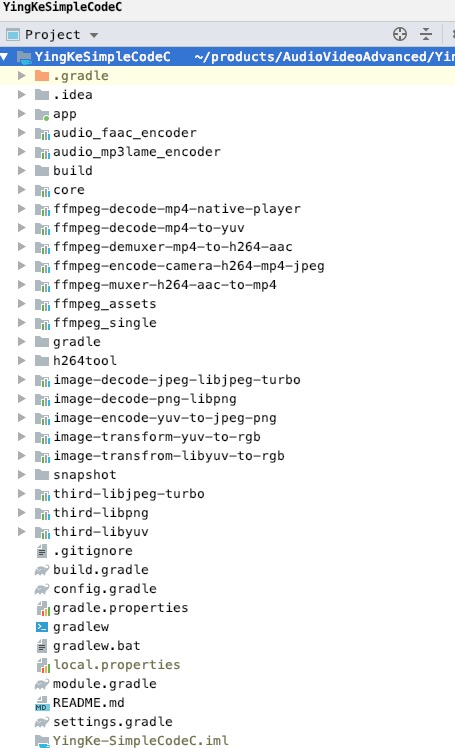 YingKeSimpleCodeC
Project
YingKeSimpleCodeC ~/products/AudioVideoAdvanced/Yin
.gradle
.idea
app
audio_faac_encoder
audio_mp3lame_encoder
build
core
ffmpeg-decode-mp4-native-player
ffmpeg-decode-mp4-to-yuv
ffmpeg-demuxer-mp4-to-h264-aac
ffmpeg-encode-camera-h264-mp4-jpeg
ffmpeg-muxer-h264-aac-to-mp4
ffmpeg_assets
ffmpeg_single
gradle
h264tool
image-decode-jpeg-libjpeg-turbo
image-decode-png-libpng
image-encode-yuv-to-jpeg-png
image-transform-yuv-to-rgb
image-transfrom-libyuv-to-rgb
snapshot
third-libjpeg-turbo
third-libpng
third-libyuv
.gitignore
build.gradle
config.gradle
gradle.properties
gradlew
gradlew.bat
local.properties
module.gradle
MD README.md
settings.gradle
YingKe-SimpleCodeC.iml